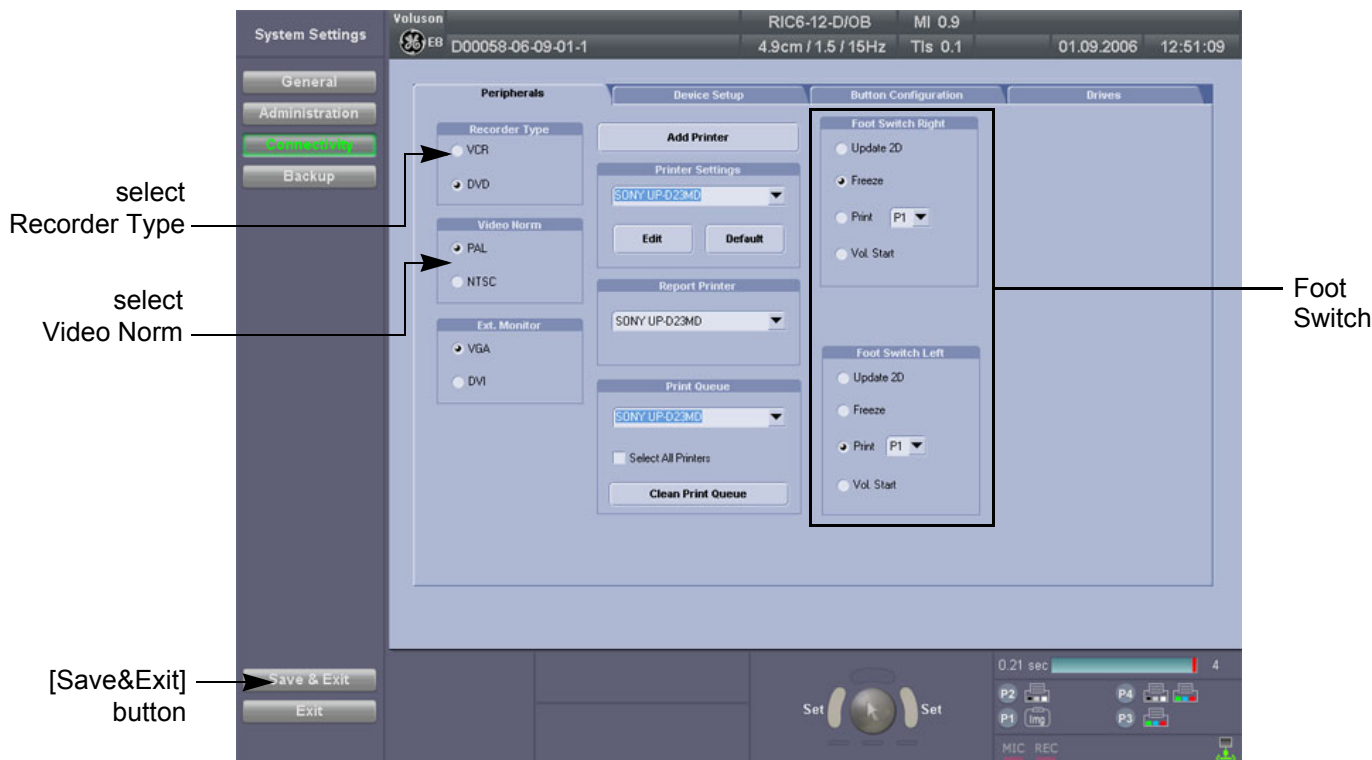 System Settings
Voluson
E8
D00058-06-09-01-1
RIC6-12-D/OB
MI 0.9
4.9cm / 1.5 / 15Hz
TIs 0.1
01.09.2006
12:51:09
General
Administration
Connectivity
Backup
Peripherals
Device Setup
Button Configuration
Drives
Recorder Type
VCR
DVD
Video Norm
PAL
NTSC
Ext. Monitor
VGA
DVI
Add Printer
Printer Settings
SONY UP-D23MD
Edit
Default
Report Printer
SONY UP-D23MD
Print Queue
SONY UP-D23MD
Select All Printers
Clean Print Queue
Foot Switch Right
Update 2D
Freeze
Print P1
Vol. Start
Foot Switch Left
Update 2D
Freeze
Print P1
Vol. Start
select
Recorder Type
select
Video Norm
Foot
Switch
[Save&Exit]
button
Save & Exit
Exit
Set
Set
0.21 sec
4
P2
P4
P1 Img
P3
MIC REC